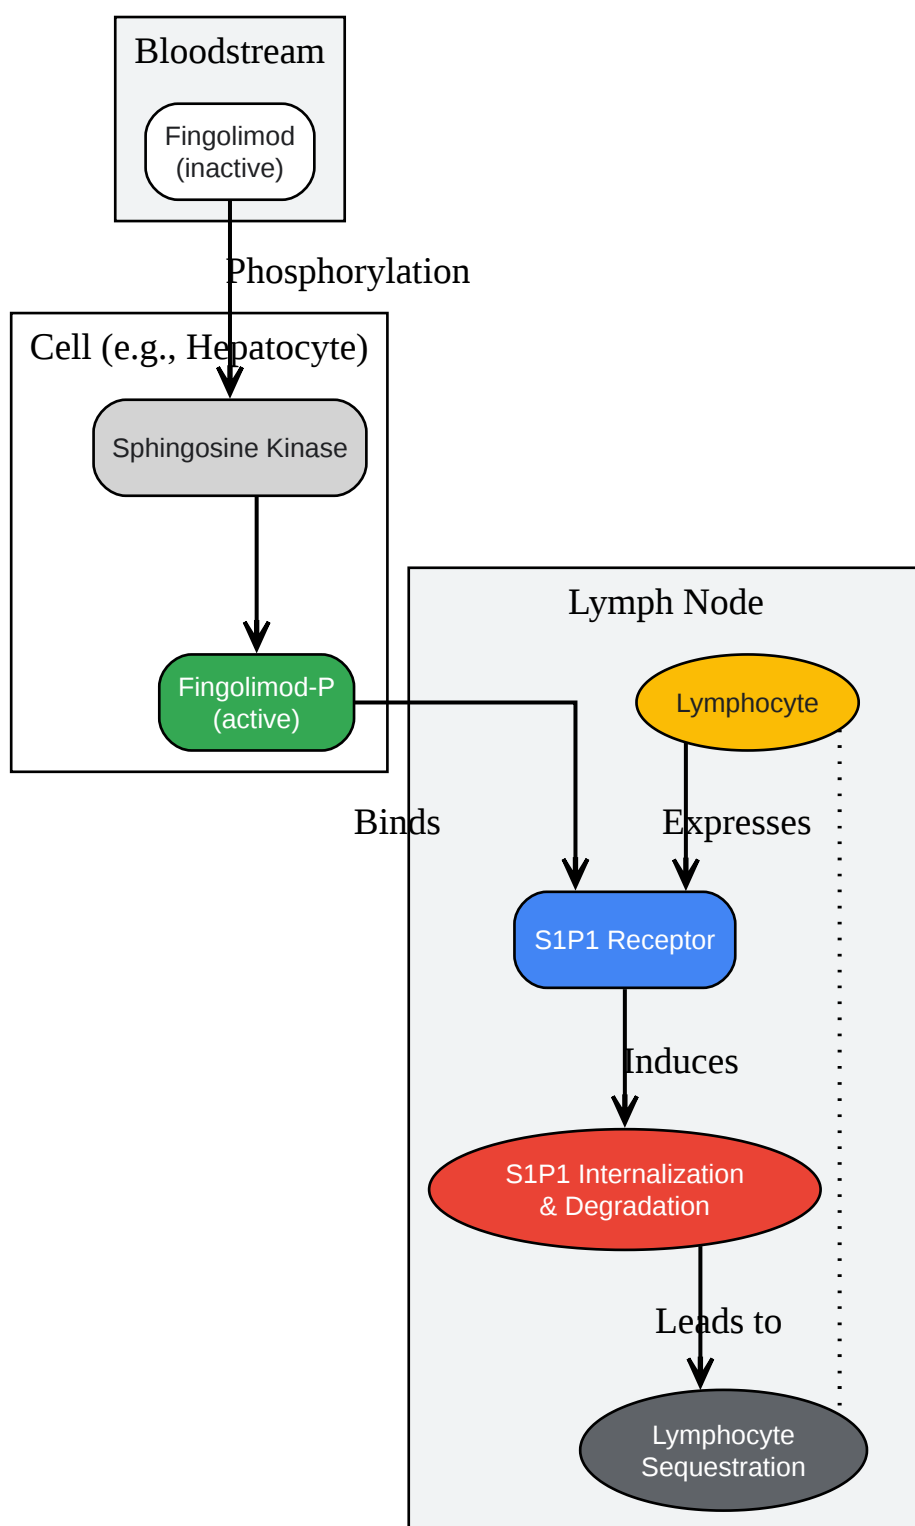 Bloodstream
Fingolimod
(inactive)
Phosphorylation
Cell (e.g., Hepatocyte)
Sphingosine Kinase
Fingolimod-P
(active)
Lymph Node
Lymphocyte
Binds
Expresses
S1P1 Receptor
Induces
S1P1 Internalization
& Degradation
Leads to
Lymphocyte
Sequestration